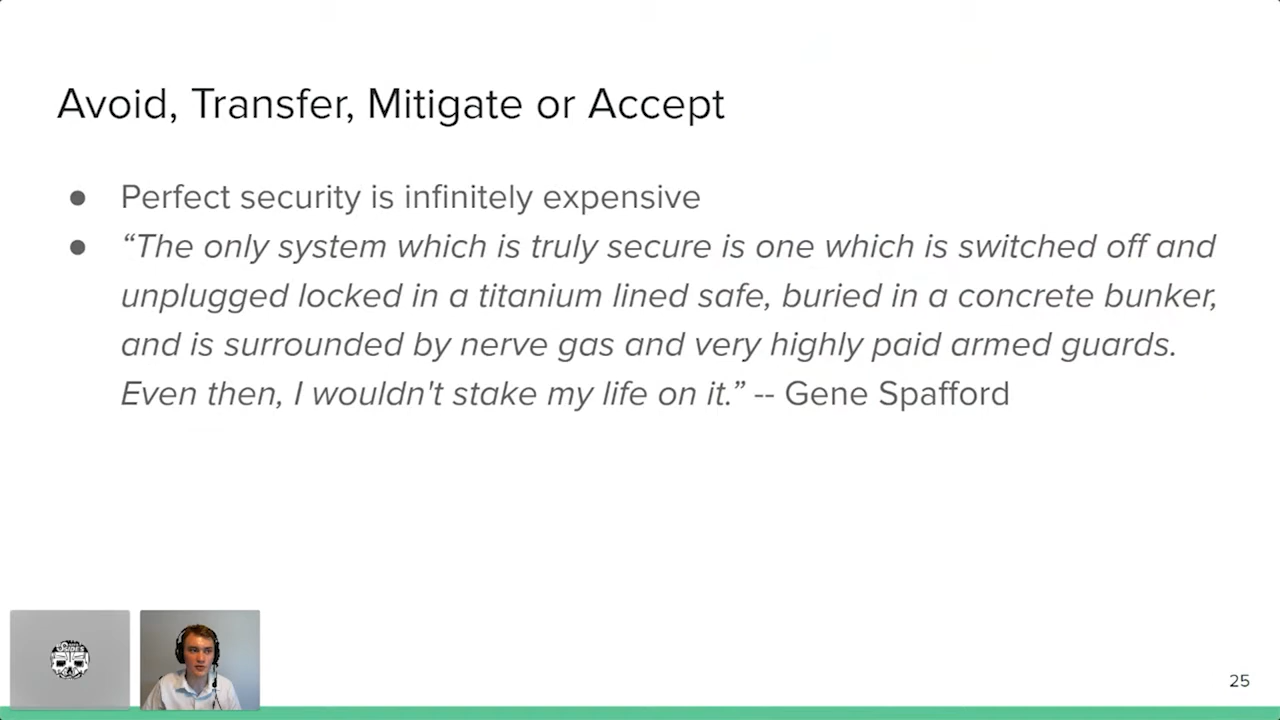 Avoid, Transfer, Mitigate or Accept
● Perfect security is infinitely expensive
● “The only system which is truly secure is one which is switched off and
unplugged locked in a titanium lined safe, buried in a concrete bunker,
and is surrounded by nerve gas and very highly paid armed guards.
Even then, I wouldn't stake my life on it.” -- Gene Spafford
SIDES
25